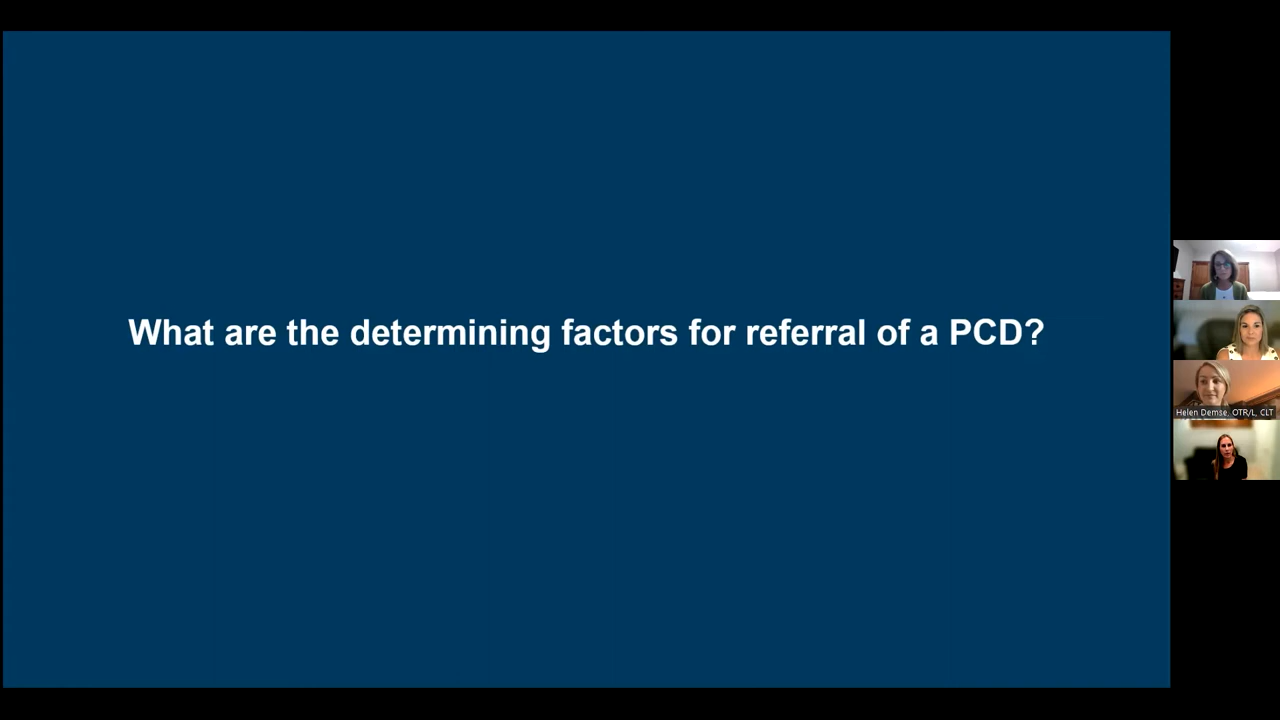 What are the determining factors for referral of a PCD?
Helen Demse, OTR/L, CLT